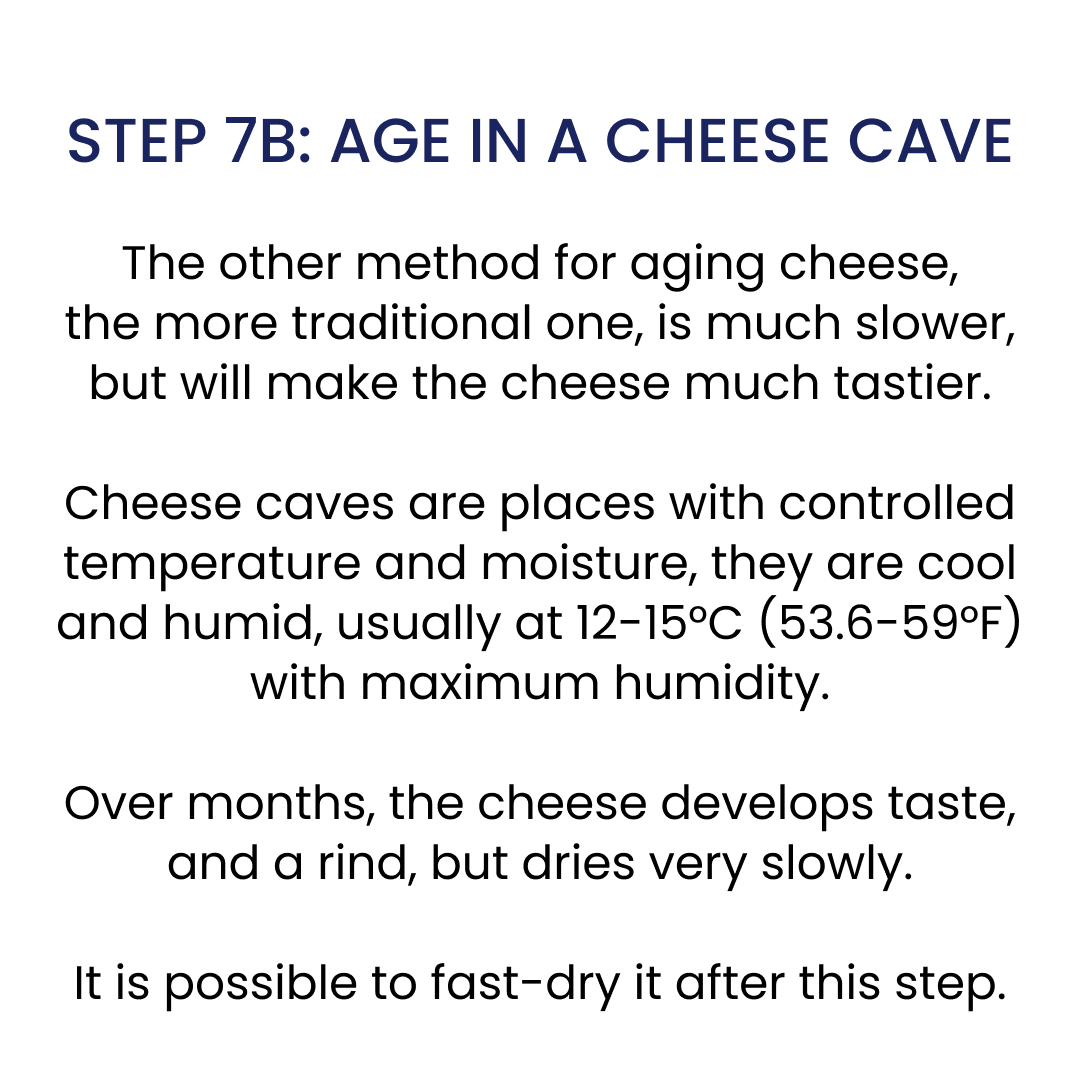 STEP 7B: AGE IN A CHEESE CAVE
The other method for aging cheese,
the more traditional one, is much slower,
but will make the cheese much tastier.
Cheese caves are places with controlled
temperature and moisture, they are cool
and humid, usually at 12-15°C (53.6-59°F)
with maximum humidity.
Over months, the cheese develops taste,
and a rind, but dries very slowly.
It is possible to fast-dry it after this step.